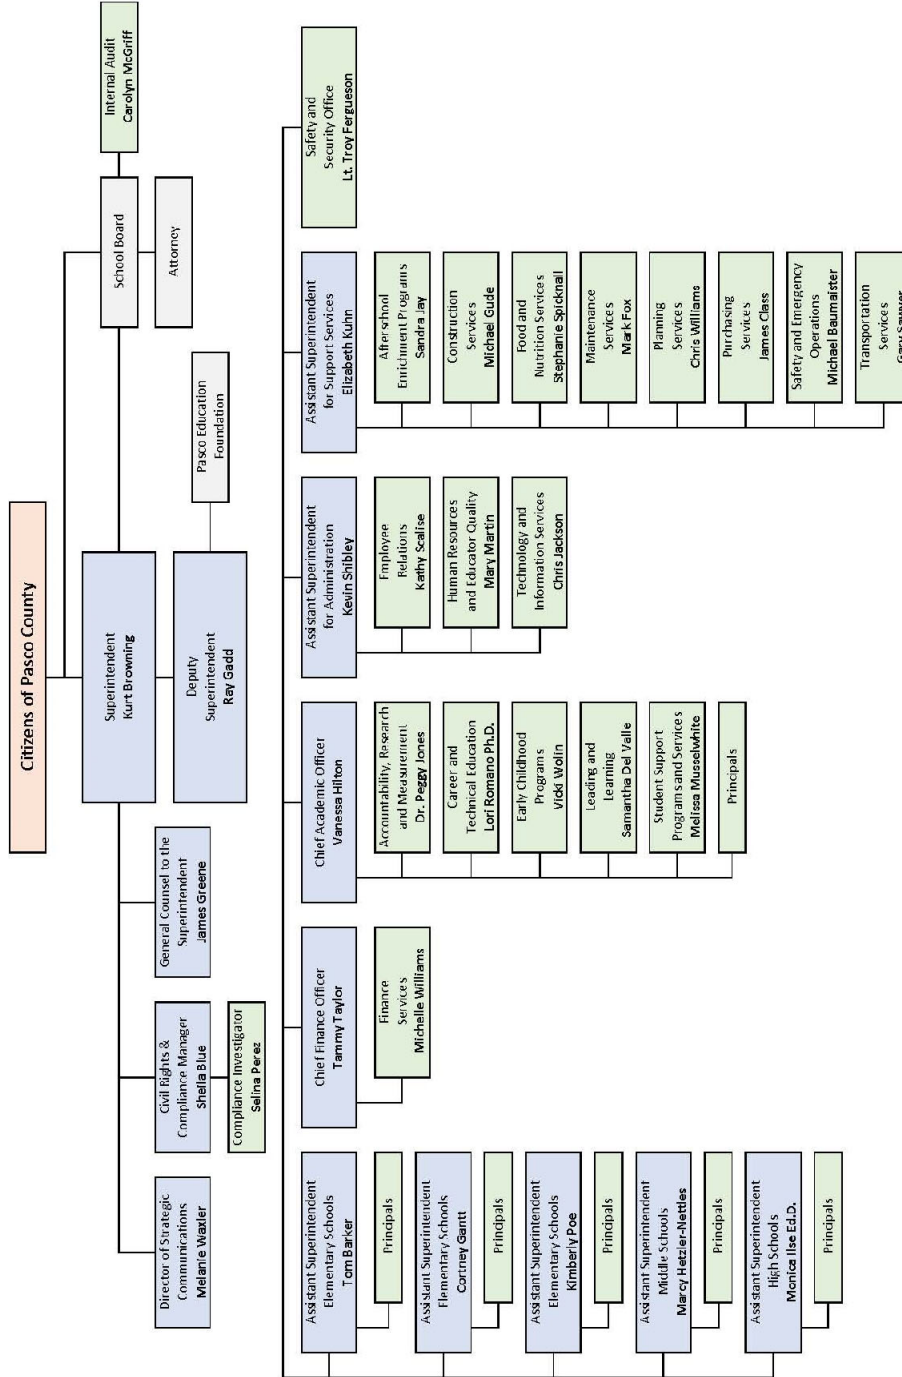 Citizens of Pasco County
Superintendent
Kurt Browning
School Board
Internal Audit
Carolyn McGriff
Attorney
Deputy
Superintendent
Ray Gadd
Pasco Education
Foundation
Director of Strategic
Communications
Melanie Waxler
Civil Rights &
Compliance Manager
Sheila Blue
Compliance Investigator
Selina Perez
General Counsel to the
Superintendent
James Greene
Assistant Superintendent
Elementary Schools
Tom Barker
Principals
Assistant Superintendent
Elementary Schools
Cortney Gantt
Principals
Assistant Superintendent
Elementary Schools
Kimberly Poe
Principals
Assistant Superintendent
Middle Schools
Marcy Hetzler-Nettles
Principals
Assistant Superintendent
High Schools
Monica Ilse Ed.D.
Principals
Chief Finance Officer
Tammy Taylor
Finance
Services
Michelle Williams
Chief Academic Officer
Vanessa Hilton
Accountability, Research
and Measurement
Dr. Peggy Jones
Career and
Technical Education
Lori Romano Ph.D.
Early Childhood
Programs
Vicki Wolin
Leading and
Learning
Samantha Del Valle
Student Support
Programs and Services
Melissa Musselwhite
Principals
Assistant Superintendent
for Administration
Kevin Shibley
Employee
Relations
Kathy Scalise
Human Resources
and Educator Quality
Mary Martin
Technology and
Information Services
Chris Jackson
Assistant Superintendent
for Support Services
Elizabeth Kuhn
After school
Enrichment Programs
Sandra Jay
Construction
Services
Michael Gude
Food and
Nutrition Services
Stephanie Spicknall
Maintenance
Services
Mark Fox
Planning
Services
Chris Williams
Purchasing
Services
James Class
Safety and Emergency
Operations
Michael Baumaister
Transportation
Services
Safety and
Security Office
Lt. Troy Fergueson